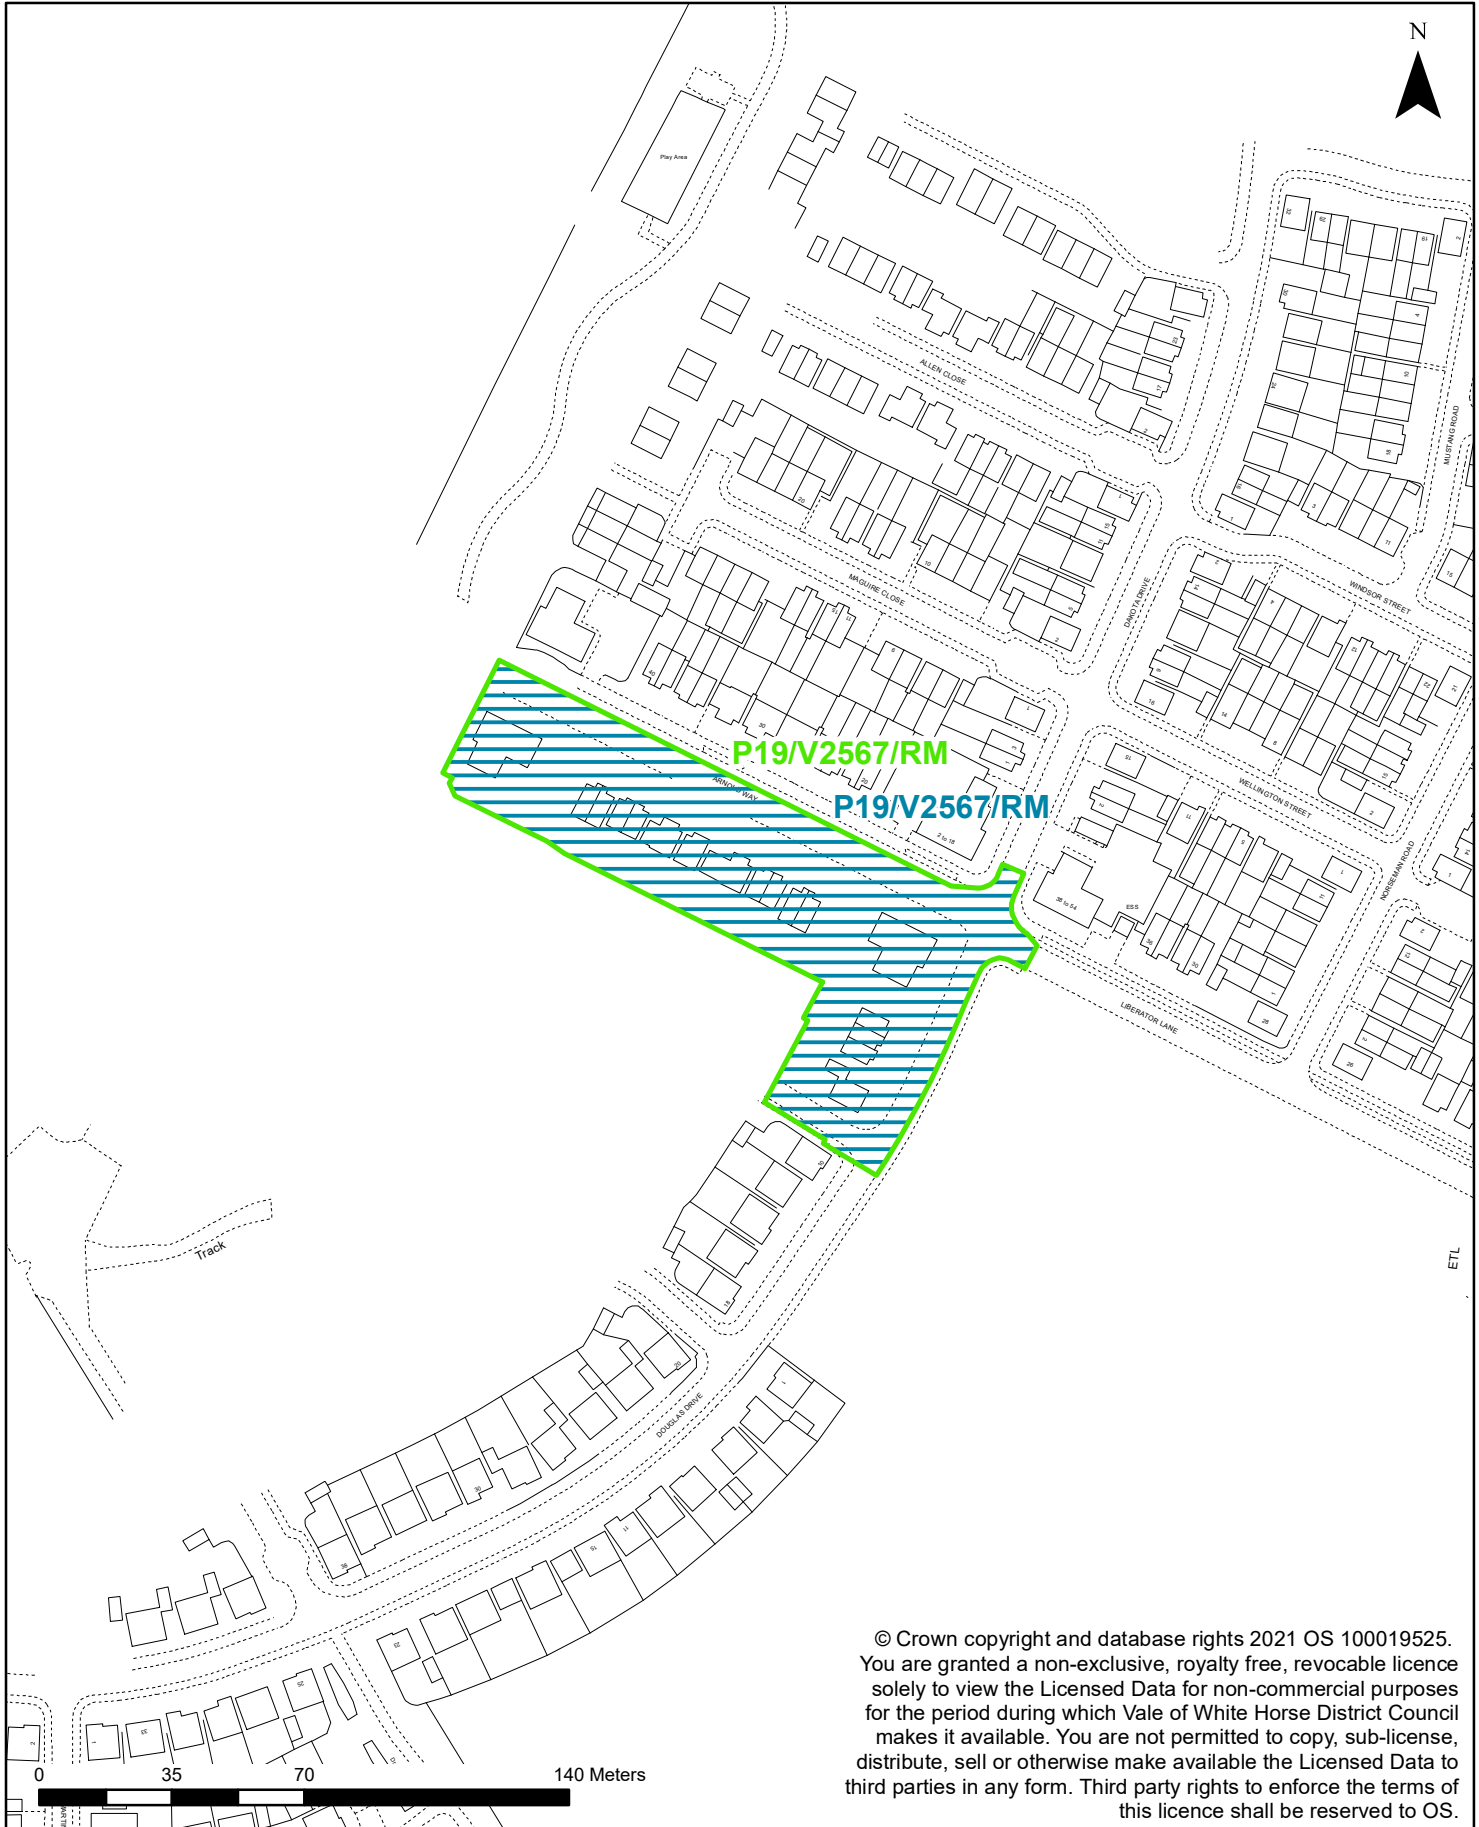 N
Play Area
ALLEN CLOSE
MUSTANG ROAD
MAGUIRE CLOSE
DAKOTA DRIVE
WINDSOR STREET
P19/V2567/RM
ARNOLD WAY
P19/V2567/RM
WELLINGTON STREET
2 to 18
NORSEMAN ROAD
38 to 54
ESS
LIBERATOR LANE
Track
ETL
DOUGLAS DRIVE
© Crown copyright and database rights 2021 OS 100019525.
You are granted a non-exclusive, royalty free, revocable licence
solely to view the Licensed Data for non-commercial purposes
for the period during which Vale of White Horse District Council
makes it available. You are not permitted to copy, sub-license,
distribute, sell or otherwise make available the Licensed Data to
third parties in any form. Third party rights to enforce the terms of
this licence shall be reserved to OS.
0 35 70 140 Meters